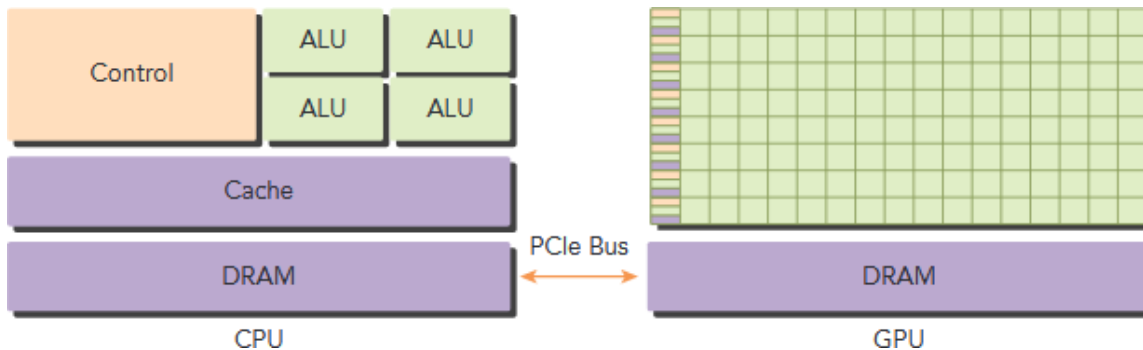 Control
ALU ALU
ALU ALU
Cache
DRAM
CPU
PCIe Bus
DRAM
GPU